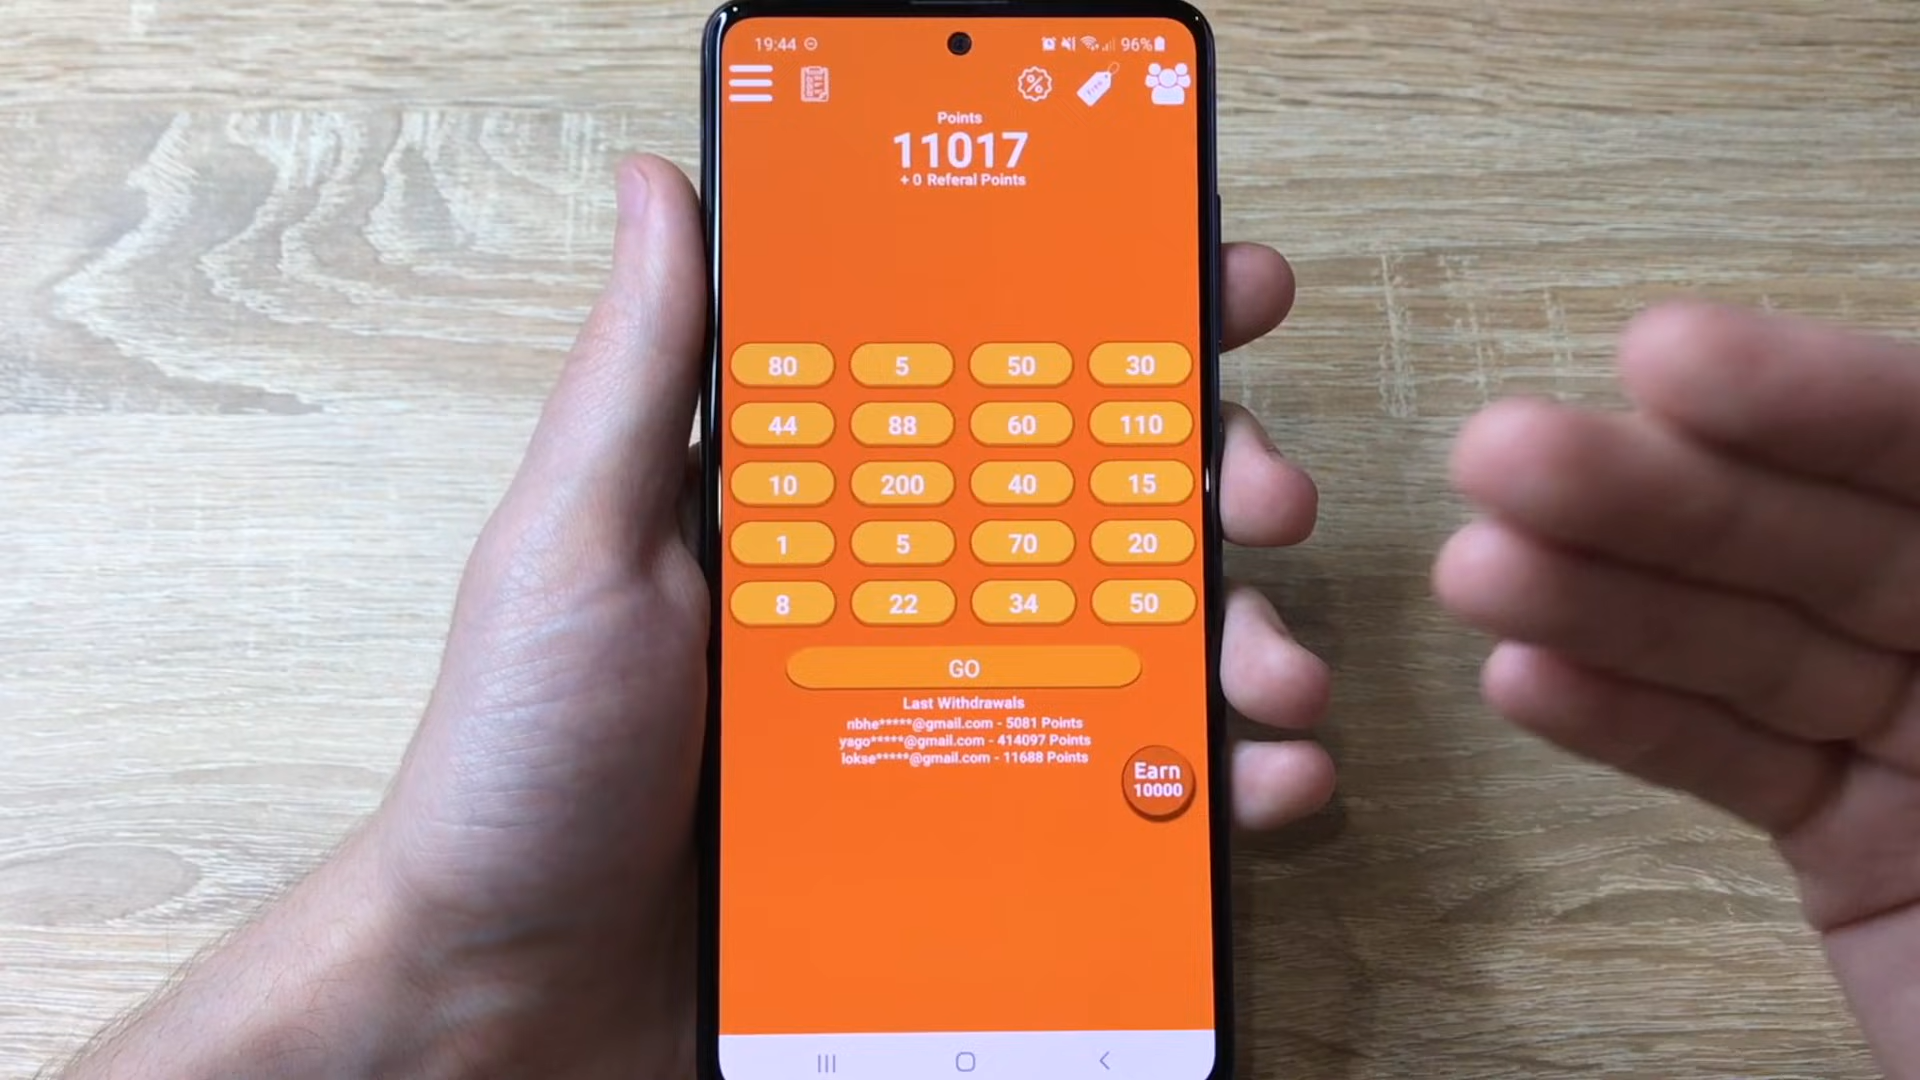 19:44 96%
Points
11017
+ 0 Referal Points
80 5 50 30
44 88 60 110
10 200 40 15
1 5 70 20
8 22 34 50
GO
Last Withdrawals
nbhe*****@gmail.com - 5081 Points
yago*****@gmail.com - 414097 Points
lokse*****@gmail.com - 11688 Points
Earn
10000